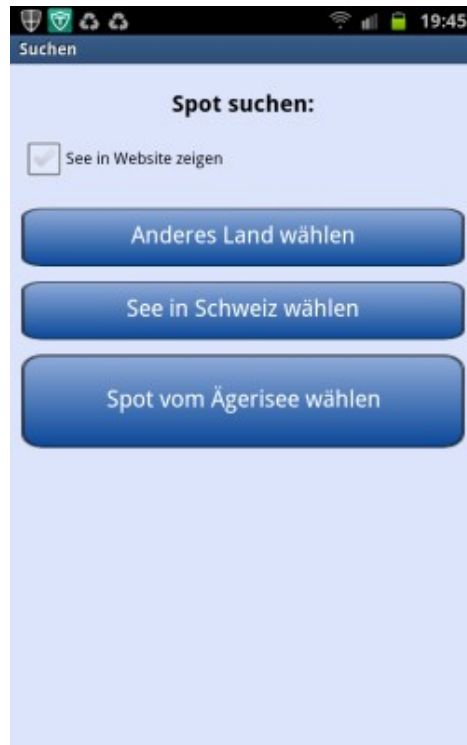 19:45
Suchen
Spot suchen:
See in Website zeigen
Anderes Land wählen
See in Schweiz wählen
Spot vom Ägerisee wählen